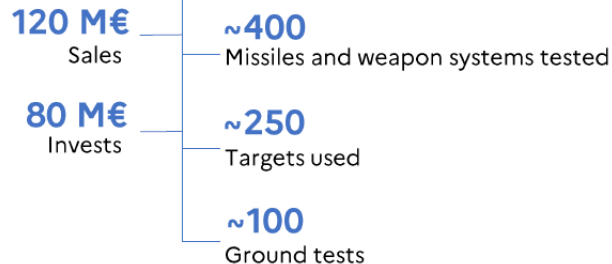 120 M€
Sales
~400
Missiles and weapon systems tested
80 M€
Invests
~250
Targets used
~100
Ground tests